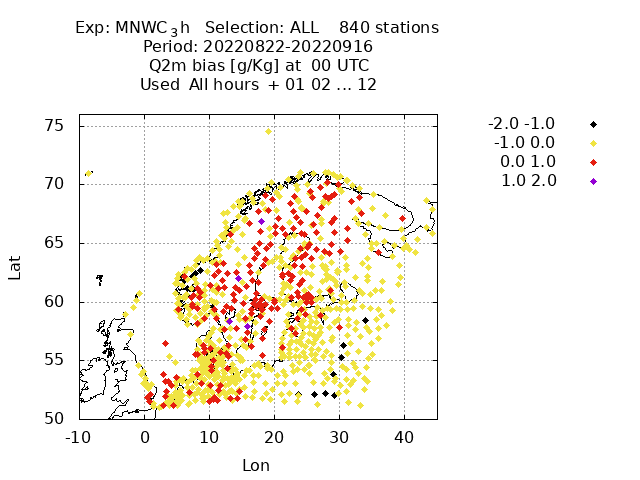 Exp: MNWC_3h   Selection: ALL    840 stations
Period: 20220822-20220916
Q2m bias [g/Kg] at  00 UTC
Used  All hours  + 01 02 ... 12
-2.0 -1.0
-1.0 0.0
0.0 1.0
1.0 2.0
75
70
65
60
55
50
Lat
-10 0 10 20 30 40
Lon